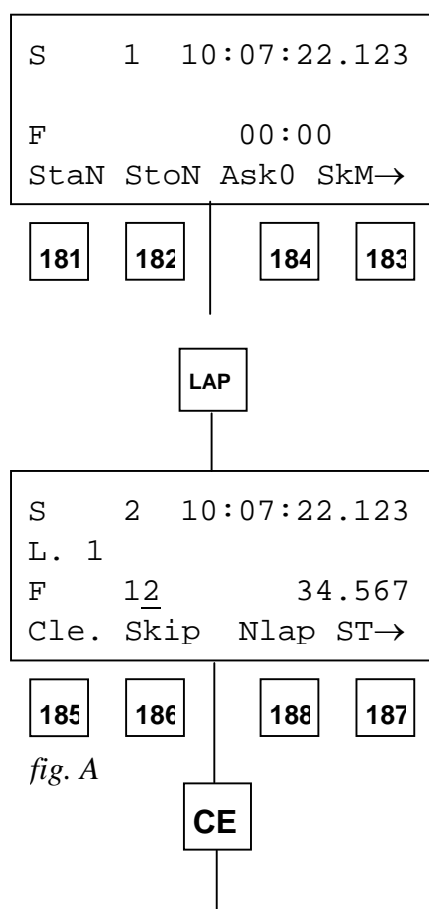 S 1 10:07:22.123
F 00:00
StaN StoN Ask0 SkM→
181 182 184 183
LAP
S 2 10:07:22.123
L. 1
F 12 34.567
Cle. Skip Nlap ST→
185 186 188 187
fig. A
CE